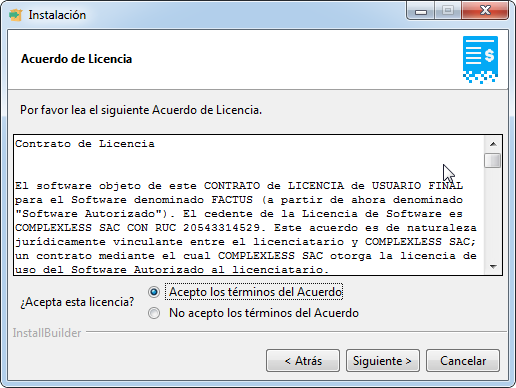 Instalación
Acuerdo de Licencia
$
Por favor lea el siguiente Acuerdo de Licencia.
Contrato de Licencia
El software objeto de este CONTRATO de LICENCIA de USUARIO FINAL
para el Software denominado FACTUS (a partir de ahora denominado
"Software Autorizado"). El cedente de la Licencia de Software es
COMPLEXLESS SAC CON RUC 20543314529. Este acuerdo es de naturaleza
jurídicamente vinculante entre el licenciatario y COMPLEXLESS SAC;
un contrato mediante el cual COMPLEXLESS SAC otorga la licencia de
uso del Software Autorizado al licenciatario.
¿Acepta esta licencia?
Acepto los términos del Acuerdo
No acepto los términos del Acuerdo
InstallBuilder
< Atrás
Siguiente >
Cancelar